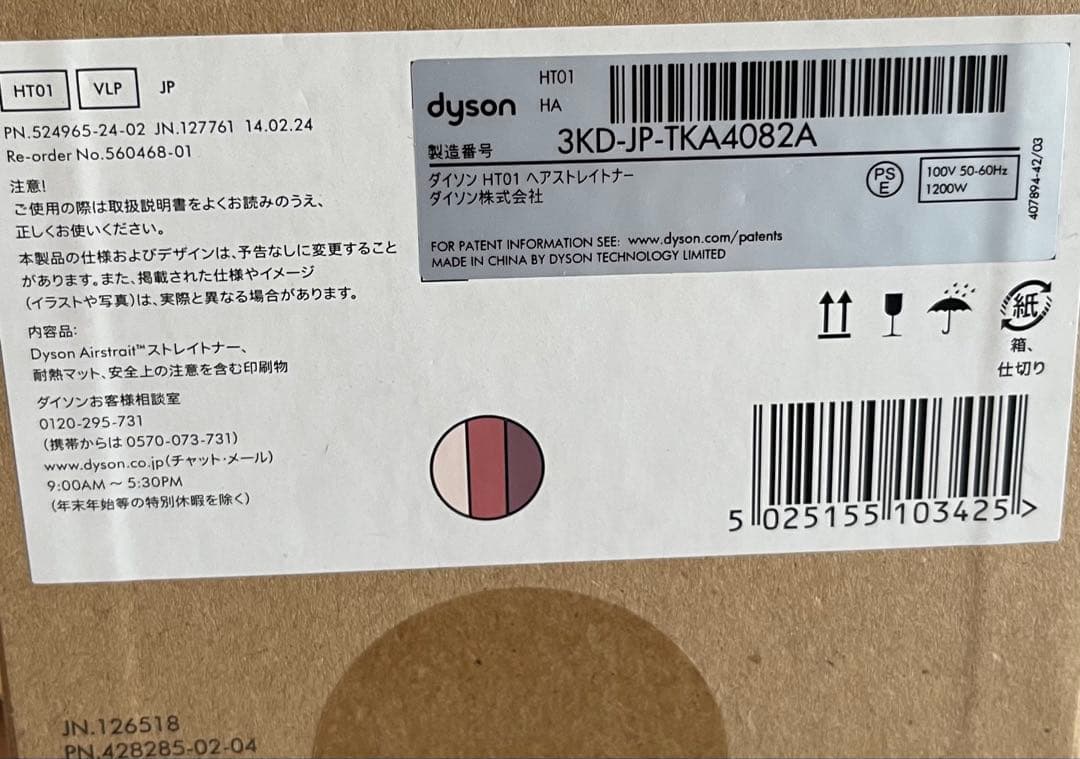 HT01 VLP JP
PN.524965-24-02 JN.127761 14.02.24
Re-order No.560468-01
注意!
ご使用の際は取扱説明書をよくお読みのうえ、
正しくお使いください。
本製品の仕様およびデザインは、予告なしに変更すること
があります。また、掲載された仕様やイメージ
(イラストや写真)は、実際と異なる場合があります。
内容品:
Dyson Airstrait™ストレイトナー、
耐熱マット、安全上の注意を含む印刷物
ダイソンお客様相談室
0120-295-731
(携帯からは 0570-073-731)
www.dyson.co.jp(チャット・メール)
9:00AM ~ 5:30PM
(年末年始等の特別休暇を除く)
dyson
HT01
HA
製造番号 3KD-JP-TKA4082A
ダイソン HT01 ヘアストレイトナー
ダイソン株式会社
PS
E
100V 50-60Hz
1200W
FOR PATENT INFORMATION SEE: www.dyson.com/patents
MADE IN CHINA BY DYSON TECHNOLOGY LIMITED
407894-42/03
紙
箱、
仕切り
5 025155 103425 >
JN.126518
PN.428285-02-04